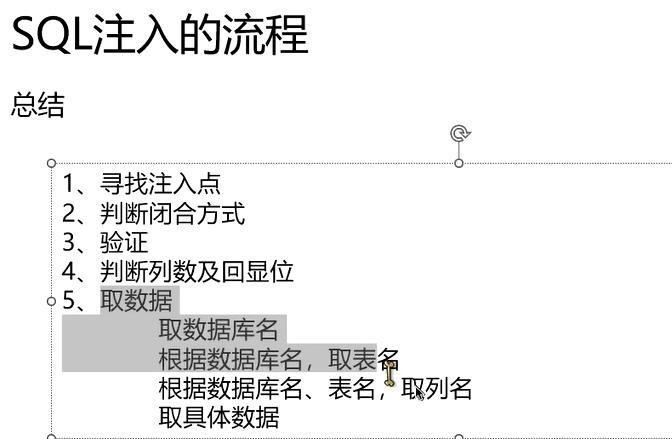 SQL注入的流程
总结
1、寻找注入点
2、判断闭合方式
3、验证
4、判断列数及回显位
5、取数据
取数据库名
根据数据库名，取表名
根据数据库名、表名，取列名
取具体数据